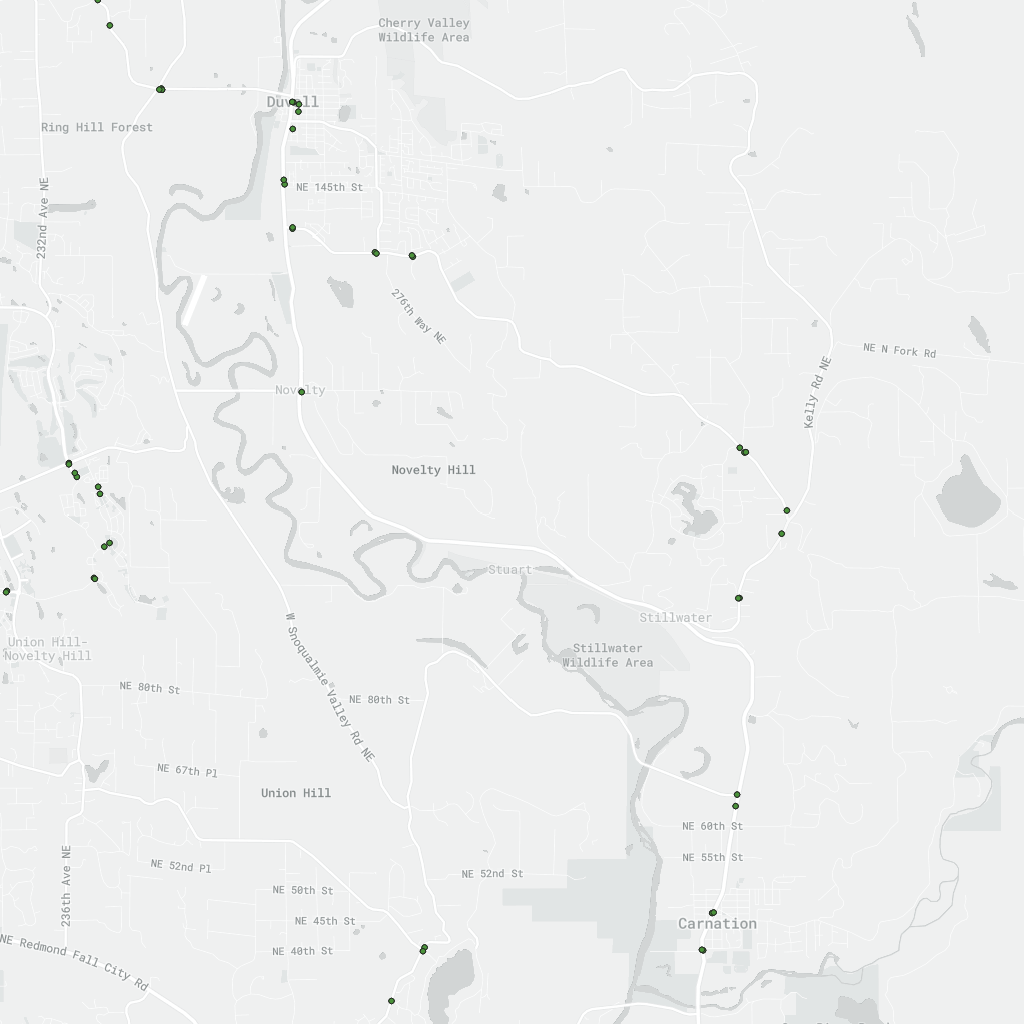 Cherry Valley
Wildlife Area
Duvall
Ring Hill Forest
NE 145th St
232nd Ave NE
276th Way NE
NE N Fork Rd
Kelly Rd NE
Novelty
Novelty Hill
Stuart
Stillwater
Stillwater
Wildlife Area
Union Hill-
Novelty Hill
W Snoqualmie Valley Rd NE
NE 80th St
NE 80th St
NE 67th Pl
Union Hill
NE 60th St
NE 55th St
NE 52nd Pl
NE 52nd St
236th Ave NE
NE 50th St
NE 45th St
NE 40th St
Carnation
NE Redmond Fall City Rd